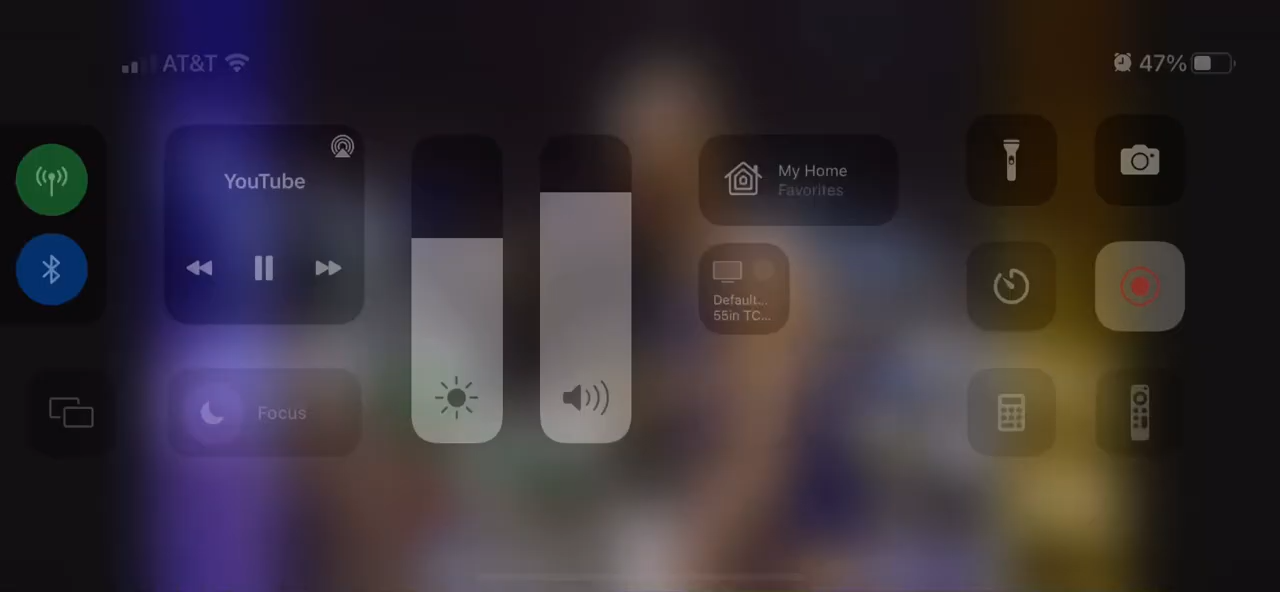 AT&T
47%
YouTube
My Home
Favorites
Default...
55in TC...
Focus